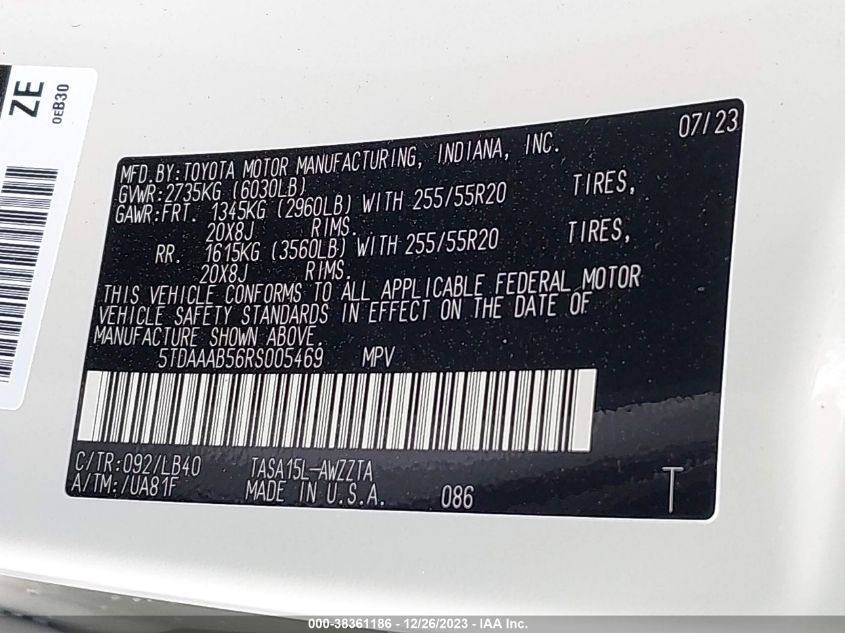 ZE
0EB30
07/23
MFD. BY: TOYOTA MOTOR MANUFACTURING, INDIANA, INC.
GVWR: 2735KG (6030LB)
GAWR: FRT. 1345KG (2960LB) WITH 255/55R20 TIRES,
20X8J RIMS.
RR. 1615KG (3560LB) WITH 255/55R20 TIRES,
20X8J RIMS.
THIS VEHICLE CONFORMS TO ALL APPLICABLE FEDERAL MOTOR
VEHICLE SAFETY STANDARDS IN EFFECT ON THE DATE OF
MANUFACTURE SHOWN ABOVE.
5TDAAAB56RS005469 MPV
C/TR: 092/LB40 TASA15L-AWZZTA
A/TM: /UA81F MADE IN U.S.A. 086 T
000-38361186 - 12/26/2023 - IAA Inc.